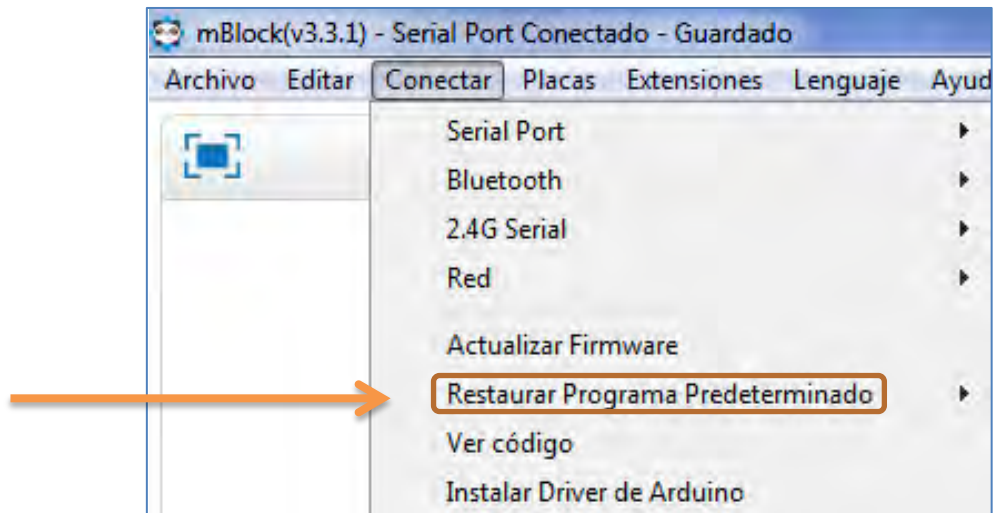 mBlock(v3.3.1) - Serial Port Conectado - Guardado
Archivo Editar Conectar Placas Extensiones Lenguaje Ayud
Serial Port
Bluetooth
2.4G Serial
Red
Actualizar Firmware
Restaurar Programa Predeterminado
Ver código
Instalar Driver de Arduino